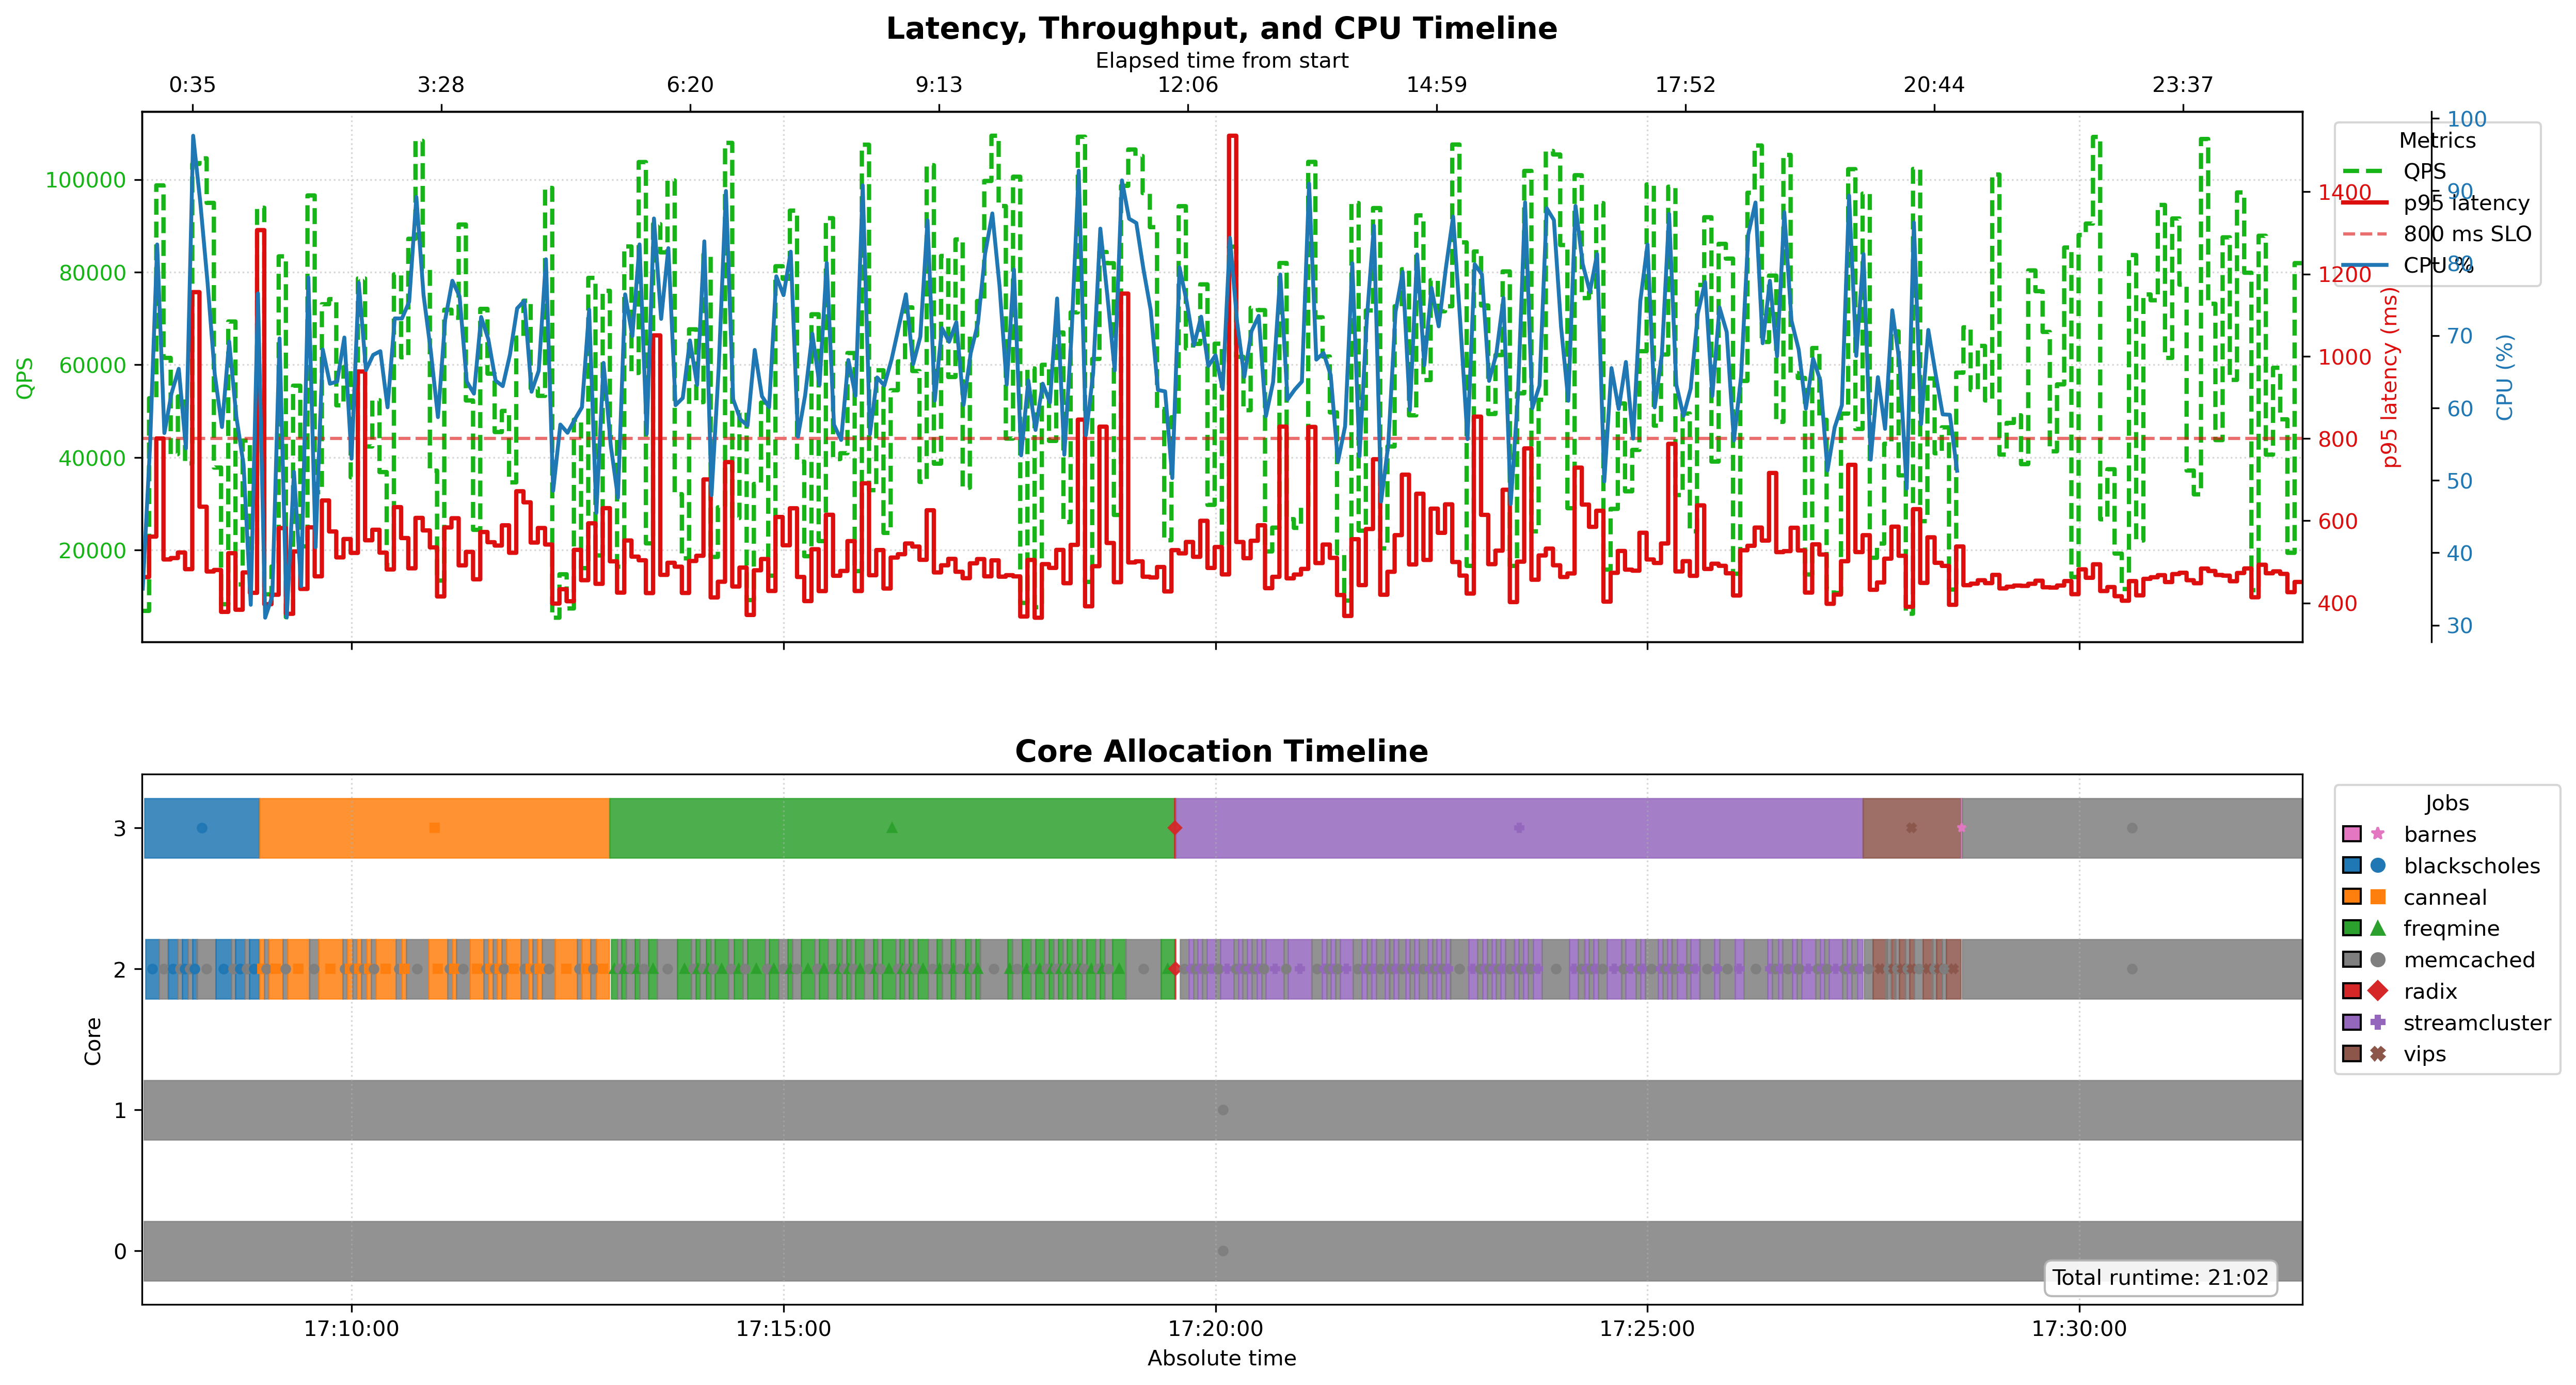 Latency, Throughput, and CPU Timeline
Elapsed time from start
0:35 3:28 6:20 9:13 12:06 14:59 17:52 20:44 23:37
QPS
100000
80000
60000
40000
20000
1400
1200
1000
800
600
400
p95 latency (ms)
100
90
80
70
60
50
40
30
CPU (%)
Metrics
QPS
p95 latency
800 ms SLO
CPU %
Core Allocation Timeline
Core
3
2
1
0
Total runtime: 21:02
17:10:00 17:15:00 17:20:00 17:25:00 17:30:00
Absolute time
Jobs
barnes
blackscholes
canneal
freqmine
memcached
radix
streamcluster
vips